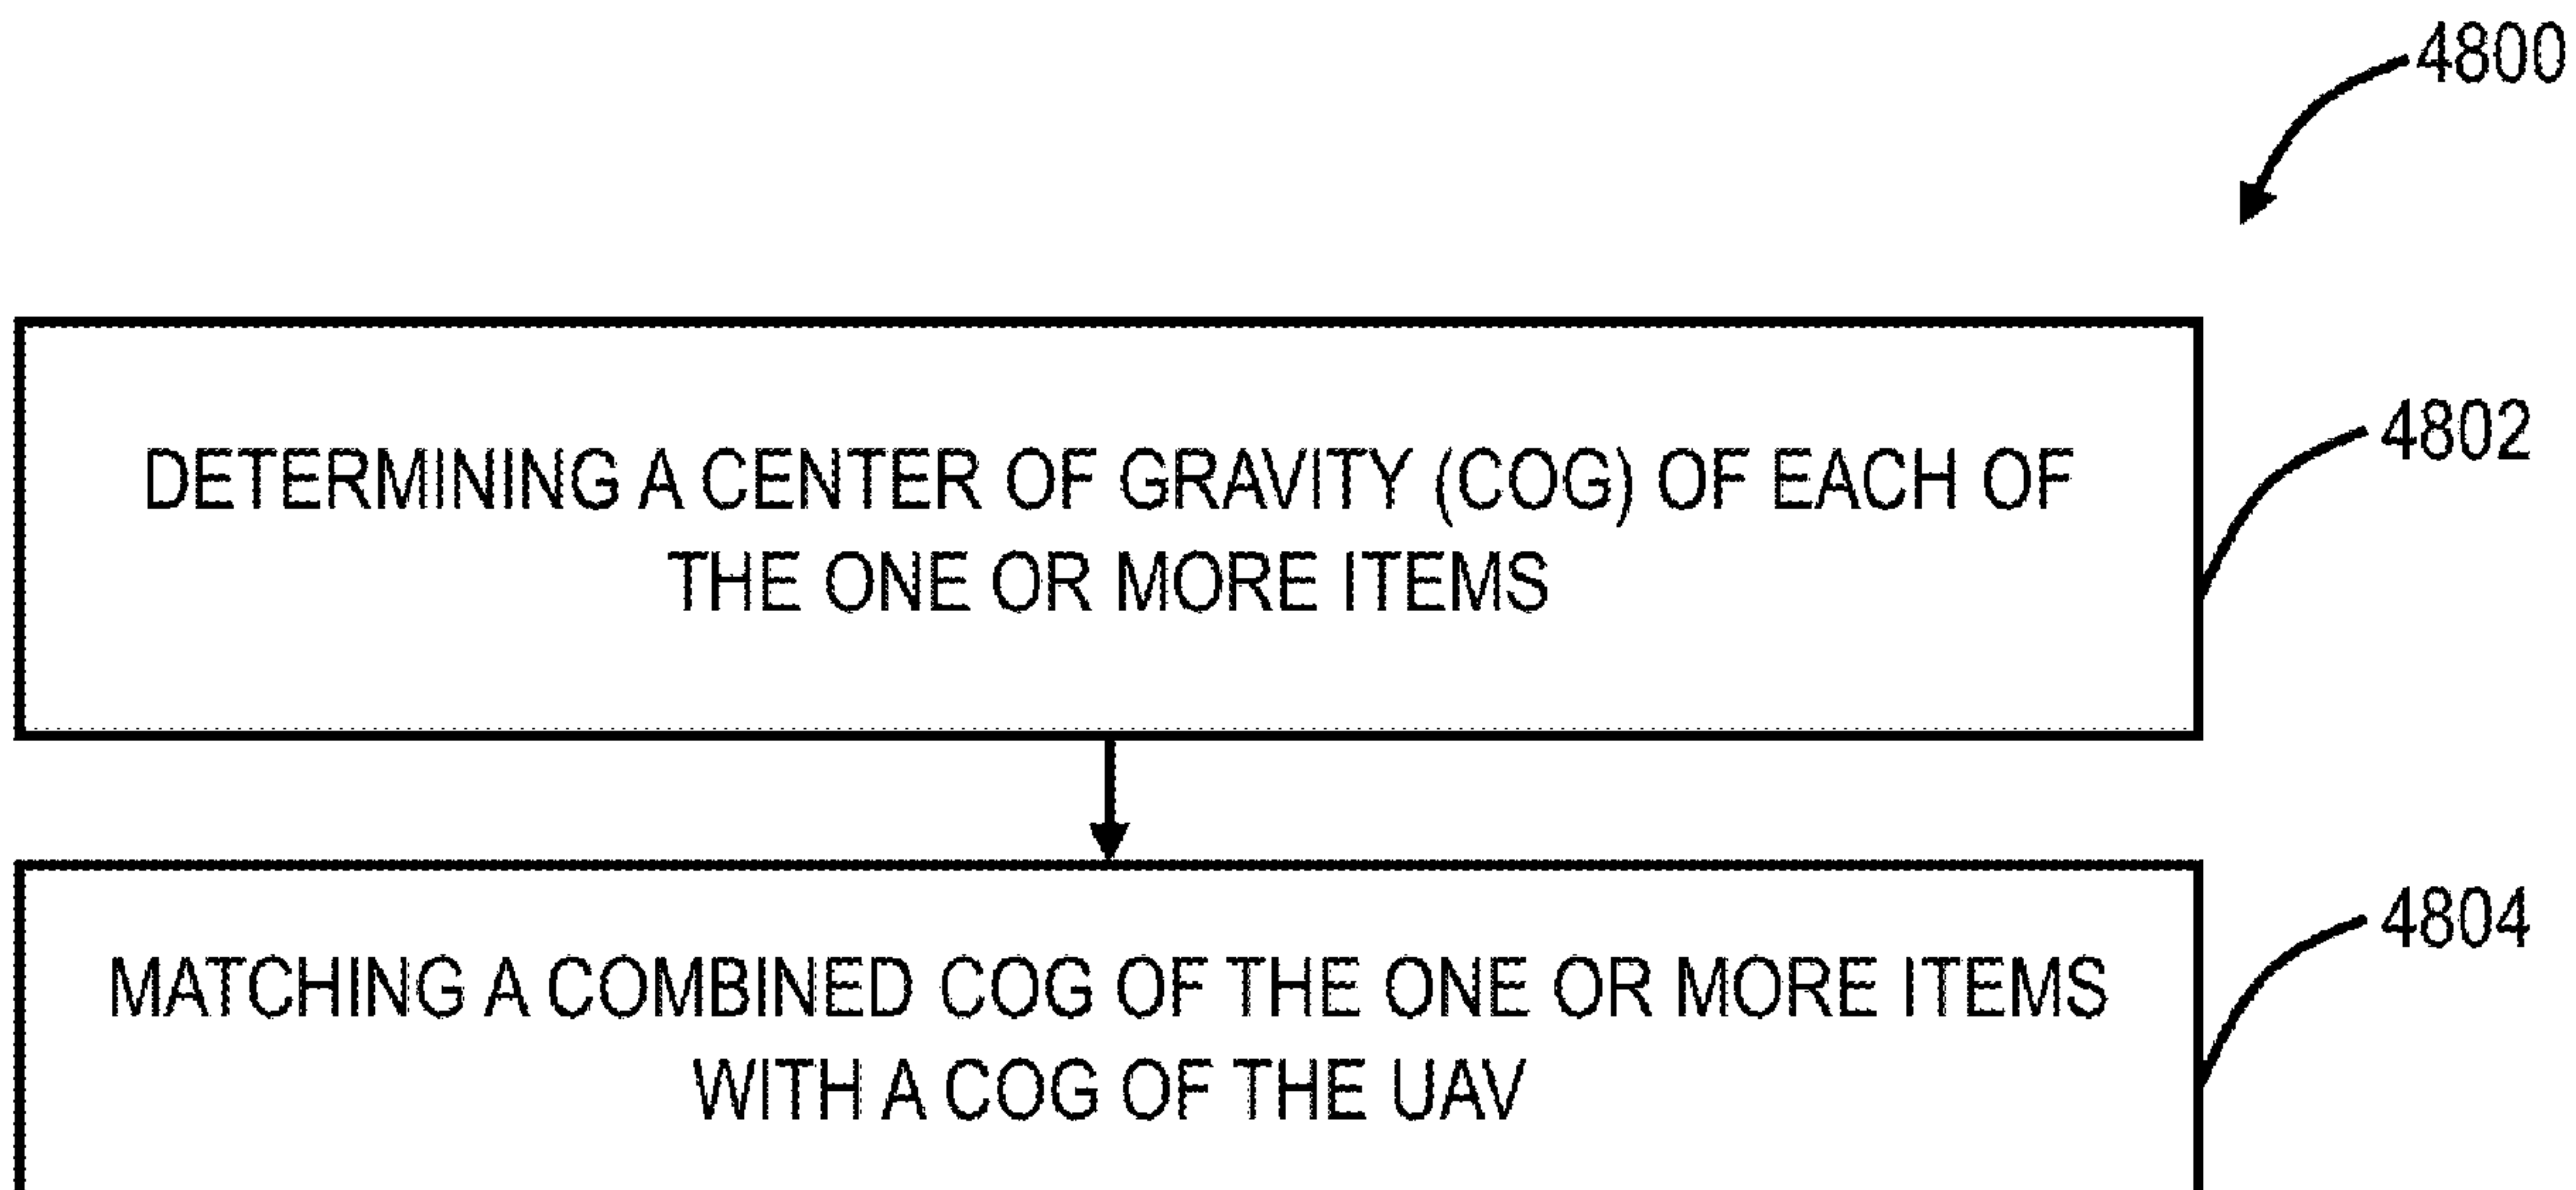 4800
DETERMINING A CENTER OF GRAVITY (COG) OF EACH OF
THE ONE OR MORE ITEMS
4802
MATCHING A COMBINED COG OF THE ONE OR MORE ITEMS
WITH A COG OF THE UAV
4804